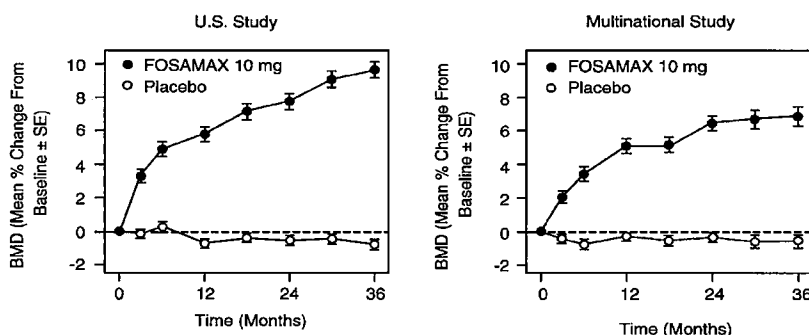 U.S. Study
BMD (Mean % Change From
Baseline ± SE)
10
8
6
4
2
0
-2
FOSAMAX 10 mg
Placebo
0
12
24
36
Time (Months)
Multinational Study
BMD (Mean % Change From
Baseline ± SE)
10
8
6
4
2
0
-2
FOSAMAX 10 mg
Placebo
0
12
24
36
Time (Months)